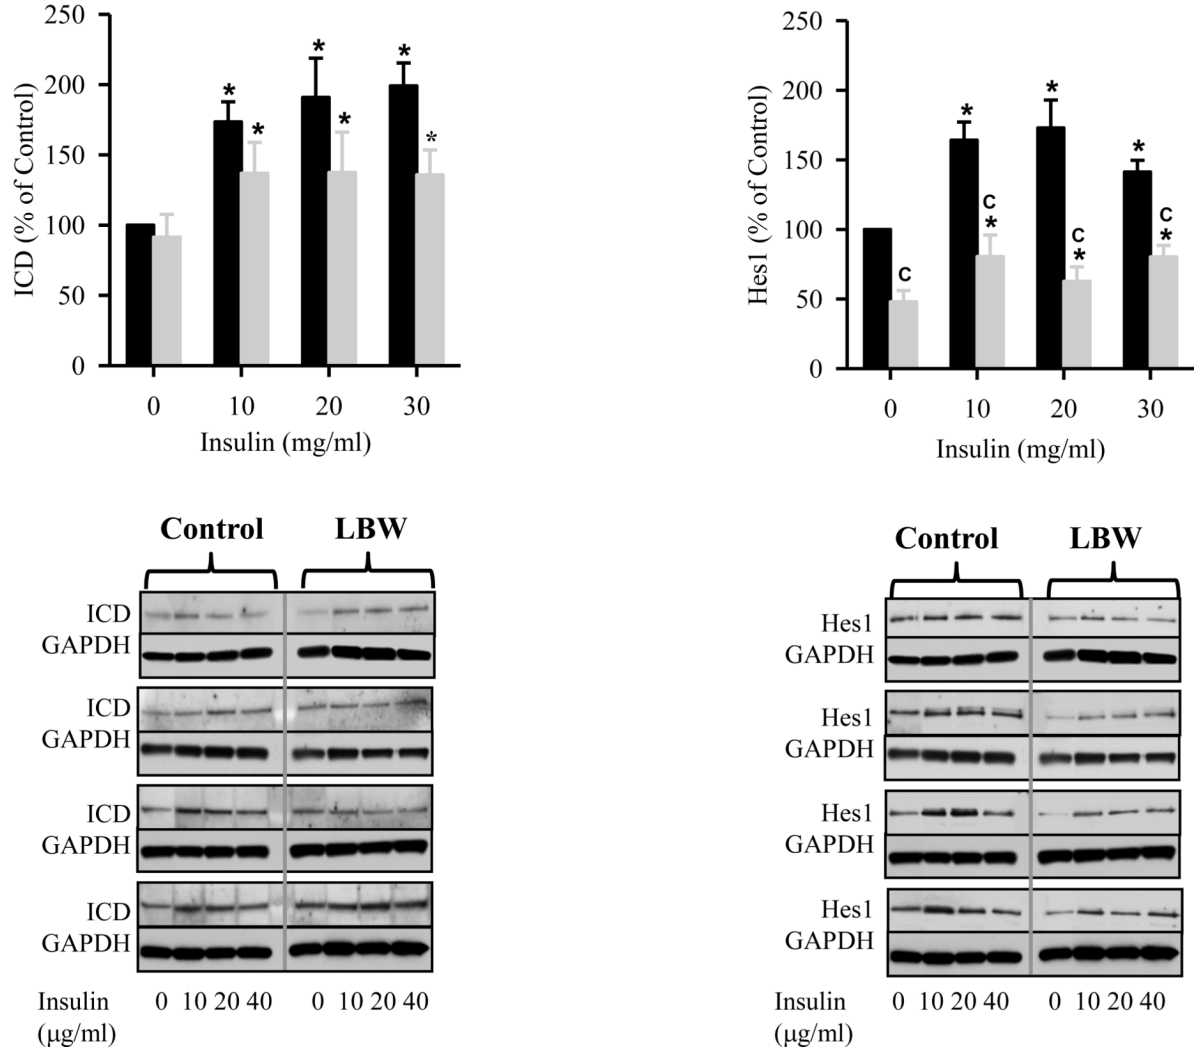 ICD (% of Control)
250
200
150
100
50
0
* * * * * *
0 10 20 30
Insulin (mg/ml)
Hes1 (% of Control)
250
200
150
100
50
0
* * *
C C C C
* * *
0 10 20 30
Insulin (mg/ml)
Control LBW
ICD
GAPDH
ICD
GAPDH
ICD
GAPDH
ICD
GAPDH
Insulin 0 10 20 40 0 10 20 40
(μg/ml)
Control LBW
Hes1
GAPDH
Hes1
GAPDH
Hes1
GAPDH
Hes1
GAPDH
Insulin 0 10 20 40 0 10 20 40
(μg/ml)